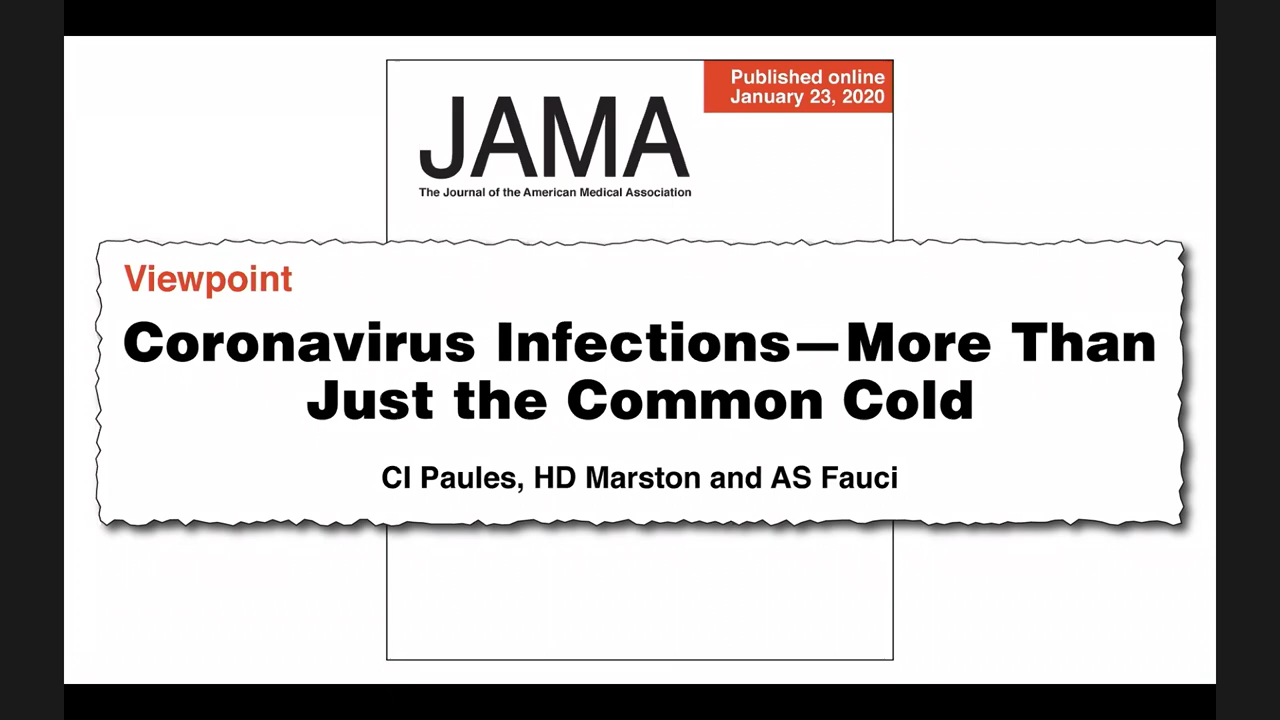 Published online
January 23, 2020
JAMA
The Journal of the American Medical Association
Viewpoint
Coronavirus Infections—More Than
Just the Common Cold
CI Paules, HD Marston and AS Fauci